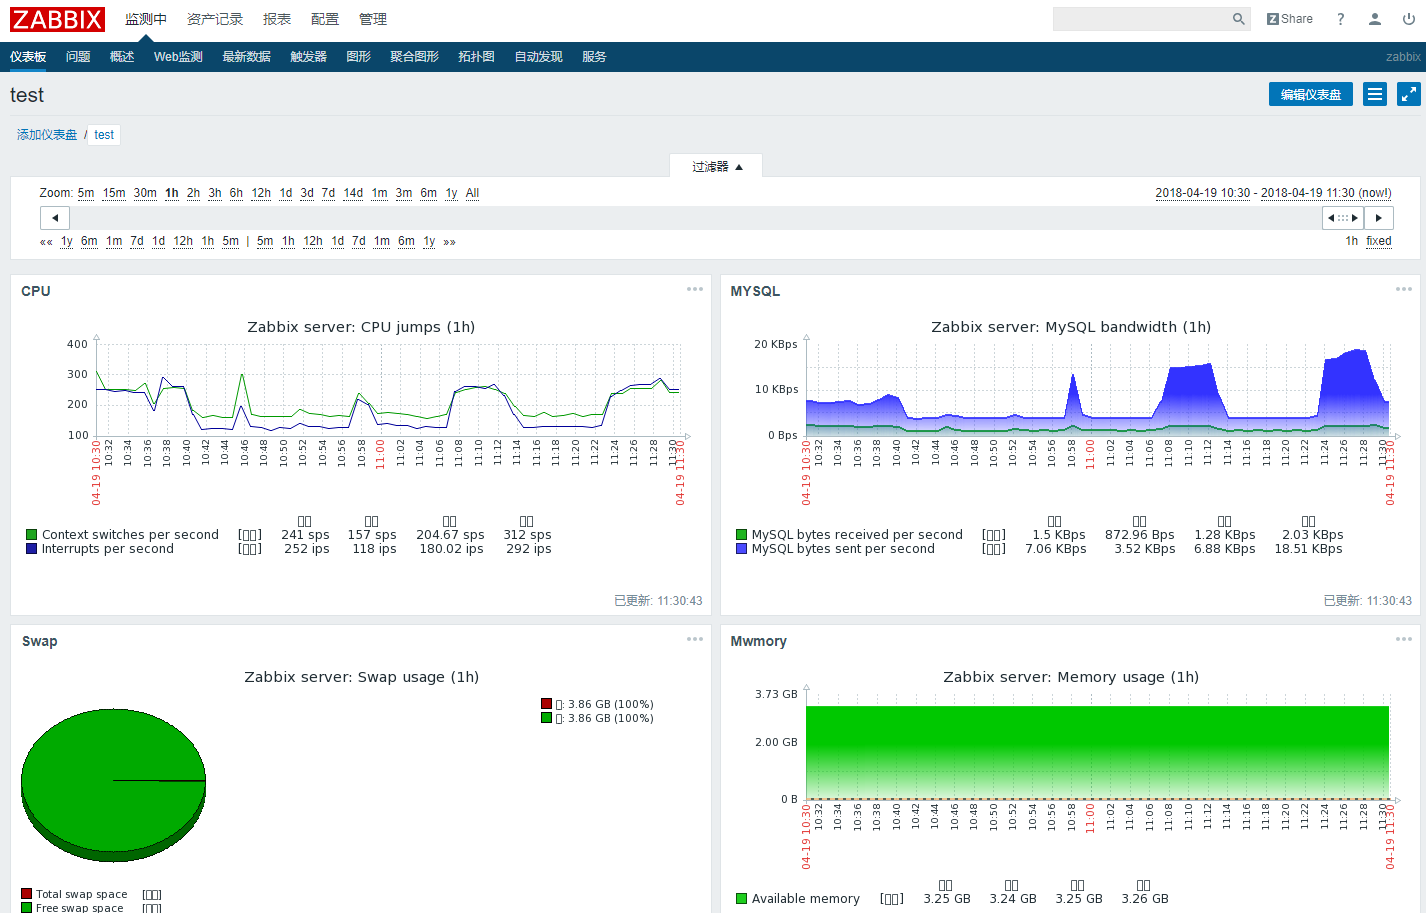 ZABBIX 监测中 资产记录 报表 配置 管理 Z Share ?
仪表板 问题 概述 Web监测 最新数据 触发器 图形 聚合图形 拓扑图 自动发现 服务 zabbix
test 编辑仪表盘
添加仪表盘 / test
过滤器 ▲
Zoom: 5m 15m 30m 1h 2h 3h 6h 12h 1d 3d 7d 14d 1m 3m 6m 1y All 2018-04-19 10:30 - 2018-04-19 11:30 (now!)
«« 1y 6m 1m 7d 1d 12h 1h 5m | 5m 1h 12h 1d 7d 1m 6m 1y »» 1h fixed
CPU
Zabbix server: CPU jumps (1h)
400
300
200
100
04-19 10:30 10:32 10:34 10:36 10:38 10:40 10:42 10:44 10:46 10:48 10:50 10:52 10:54 10:56 10:58 11:00 11:02 11:04 11:06 11:08 11:10 11:12 11:14 11:16 11:18 11:20 11:22 11:24 11:26 11:28 11:30 04-19 11:30
□□ □□ □□ □□
Context switches per second [□□] 241 sps 157 sps 204.67 sps 312 sps
Interrupts per second [□□] 252 ips 118 ips 180.02 ips 292 ips
已更新: 11:30:43
MYSQL
Zabbix server: MySQL bandwidth (1h)
20 KBps
10 KBps
0 Bps
04-19 10:30 10:32 10:34 10:36 10:38 10:40 10:42 10:44 10:46 10:48 10:50 10:52 10:54 10:56 10:58 11:00 11:02 11:04 11:06 11:08 11:10 11:12 11:14 11:16 11:18 11:20 11:22 11:24 11:26 11:28 11:30 04-19 11:30
□□ □□ □□ □□
MySQL bytes received per second [□□] 1.5 KBps 872.96 Bps 1.28 KBps 2.03 KBps
MySQL bytes sent per second [□□] 7.06 KBps 3.52 KBps 6.88 KBps 18.51 KBps
已更新: 11:30:43
Swap
Zabbix server: Swap usage (1h)
□: 3.86 GB (100%)
□: 3.86 GB (100%)
Total swap space [□□]
Free swap space [□□]
Mwmory
Zabbix server: Memory usage (1h)
3.73 GB
2.00 GB
0 B
04-19 10:30 10:32 10:34 10:36 10:38 10:40 10:42 10:44 10:46 10:48 10:50 10:52 10:54 10:56 10:58 11:00 11:02 11:04 11:06 11:08 11:10 11:12 11:14 11:16 11:18 11:20 11:22 11:24 11:26 11:28 11:30 04-19 11:30
□□ □□ □□ □□
Available memory [□□] 3.25 GB 3.24 GB 3.25 GB 3.26 GB